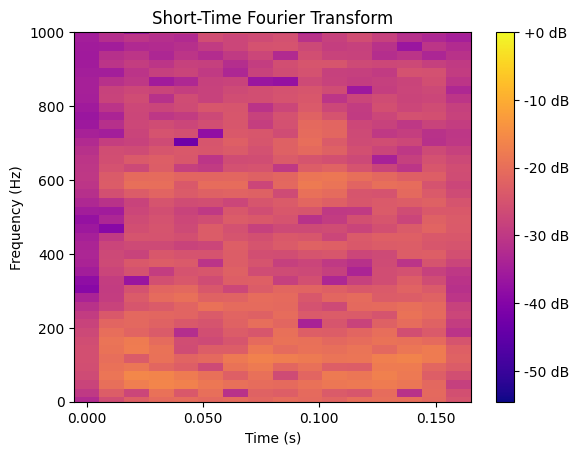 Short-Time Fourier Transform
1000
800
600
400
200
0
Frequency (Hz)
0.000
0.050
0.100
0.150
Time (s)
+0 dB
-10 dB
-20 dB
-30 dB
-40 dB
-50 dB